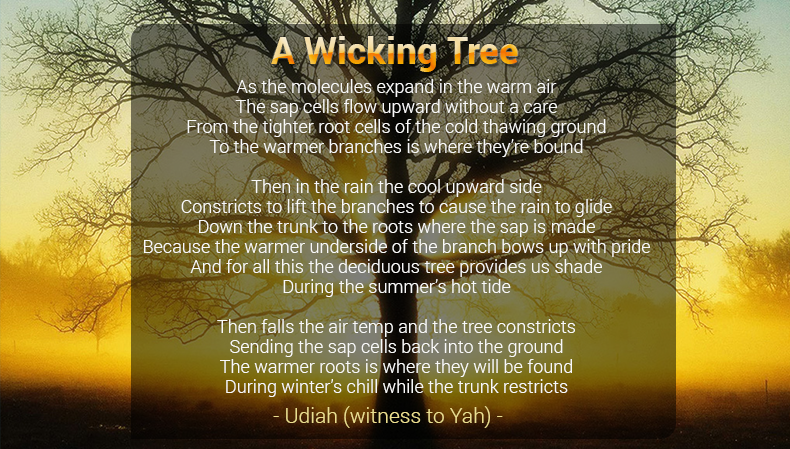 A Wicking Tree
As the molecules expand in the warm air
The sap cells flow upward without a care
From the tighter root cells of the cold thawing ground
To the warmer branches is where they're bound
Then in the rain the cool upward side
Constricts to lift the branches to cause the rain to glide
Down the trunk to the roots where the sap is made
Because the warmer underside of the branch bows up with pride
And for all this the deciduous tree provides us shade
During the summer's hot tide
Then falls the air temp and the tree constricts
Sending the sap cells back into the ground
The warmer roots is where they will be found
During winter's chill while the trunk restricts
- Udiah (witness to Yah) -